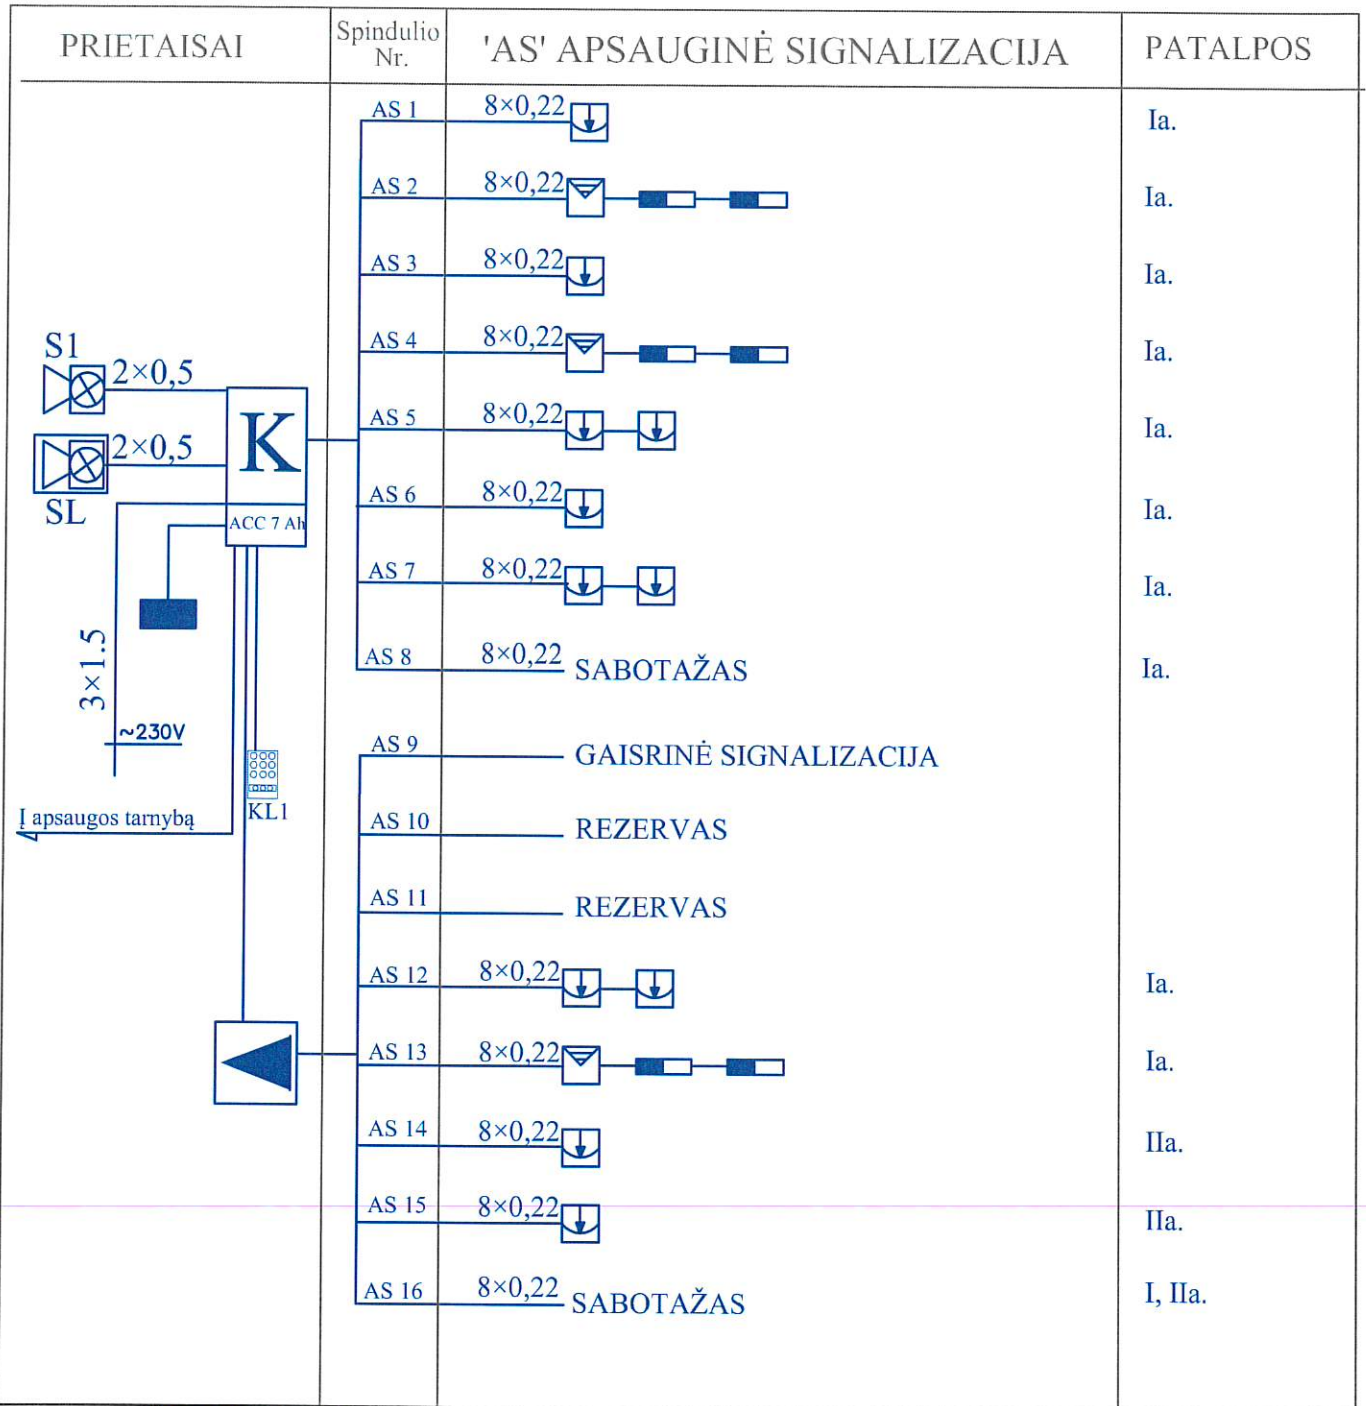 PRIETAISAI
Spindulio
Nr.
'AS' APSAUGINĖ SIGNALIZACIJA
PATALPOS
AS 1
8×0,22
Ia.
AS 2
8×0,22
Ia.
AS 3
8×0,22
Ia.
AS 4
8×0,22
Ia.
S1
2×0,5
K
AS 5
8×0,22
Ia.
2×0,5
SL
ACC 7 Ah
AS 6
8×0,22
Ia.
AS 7
8×0,22
Ia.
3×1.5
AS 8
8×0,22
SABOTAŽAS
Ia.
~230V
AS 9
GAISRINĖ SIGNALIZACIJA
KL1
Į apsaugos tarnybą
AS 10
REZERVAS
AS 11
REZERVAS
AS 12
8×0,22
Ia.
AS 13
8×0,22
Ia.
AS 14
8×0,22
IIa.
AS 15
8×0,22
IIa.
AS 16
8×0,22
SABOTAŽAS
I, IIa.